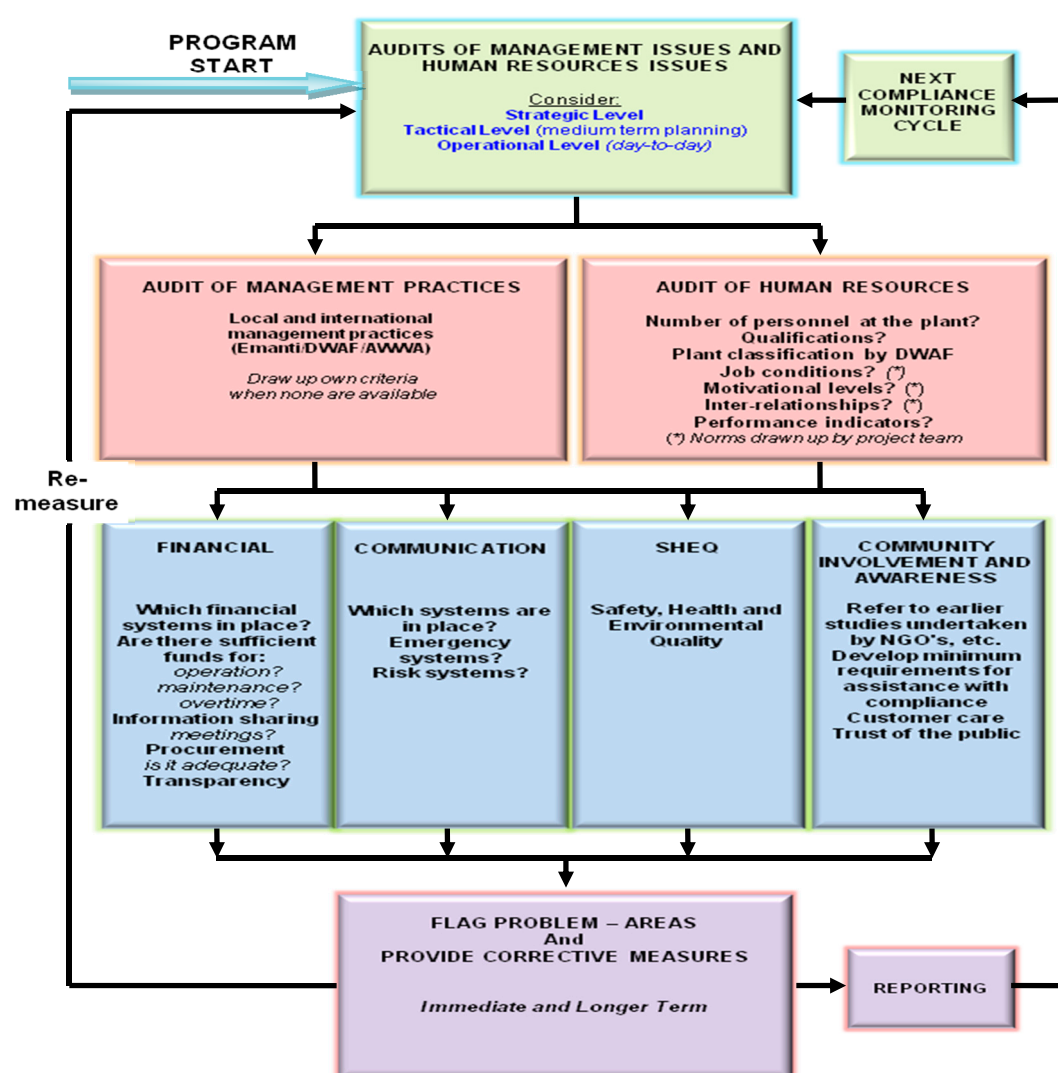 PROGRAM
START
AUDITS OF MANAGEMENT ISSUES AND
HUMAN RESOURCES ISSUES
Consider:
Strategic Level
Tactical Level (medium term planning)
Operational Level (day-to-day)
NEXT
COMPLIANCE
MONITORING
CYCLE
AUDIT OF MANAGEMENT PRACTICES
Local and international
management practices
(Emanti/DWAF/AWWA)
Draw up own criteria
when none are available
AUDIT OF HUMAN RESOURCES
Number of personnel at the plant?
Qualifications?
Plant classification by DWAF
Job conditions? (*)
Motivational levels? (*)
Inter-relationships? (*)
Performance indicators?
(*) Norms drawn up by project team
Re-
measure
FINANCIAL
Which financial
systems in place?
Are there sufficient
funds for:
operation?
maintenance?
overtime?
Information sharing
meetings?
Procurement
is it adequate?
Transparency
COMMUNICATION
Which systems are
in place?
Emergency
systems?
Risk systems?
SHEQ
Safety, Health and
Environmental
Quality
COMMUNITY
INVOLVEMENT AND
AWARENESS
Refer to earlier
studies undertaken
by NGO's, etc.
Develop minimum
requirements for
assistance with
compliance
Customer care
Trust of the public
FLAG PROBLEM – AREAS
And
PROVIDE CORRECTIVE MEASURES
Immediate and Longer Term
REPORTING